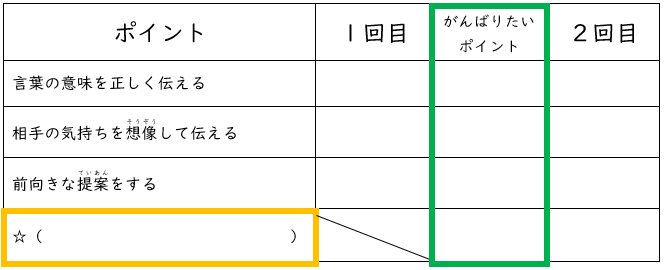 ポイント 1回目 がんばりたい 2回目
ポイント
言葉の意味を正しく伝える
そうぞう
相手の気持ちを想像して伝える
ていあん
前向きな提案をする
☆( )